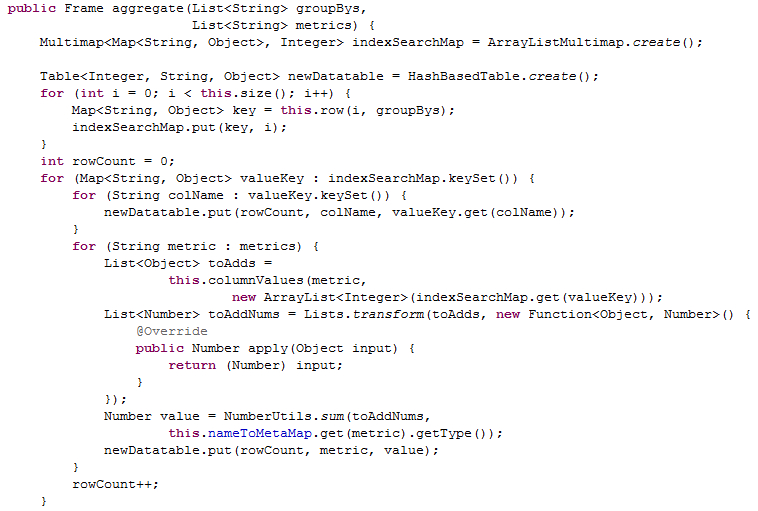 public Frame aggregate(List<String> groupBys,
List<String> metrics) {
Multimap<Map<String, Object>, Integer> indexSearchMap = ArrayListMultimap.create();
Table<Integer, String, Object> newDatatable = HashBasedTable.create();
for (int i = 0; i < this.size(); i++) {
Map<String, Object> key = this.row(i, groupBys);
indexSearchMap.put(key, i);
}
int rowCount = 0;
for (Map<String, Object> valueKey : indexSearchMap.keySet()) {
for (String colName : valueKey.keySet()) {
newDatatable.put(rowCount, colName, valueKey.get(colName));
}
for (String metric : metrics) {
List<Object> toAdds =
this.columnValues(metric,
new ArrayList<Integer>(indexSearchMap.get(valueKey)));
List<Number> toAddNums = Lists.transform(toAdds, new Function<Object, Number>() {
@Override
public Number apply(Object input) {
return (Number) input;
}
});
Number value = NumberUtils.sum(toAddNums,
this.nameToMetaMap.get(metric).getType());
newDatatable.put(rowCount, metric, value);
}
rowCount++;
}